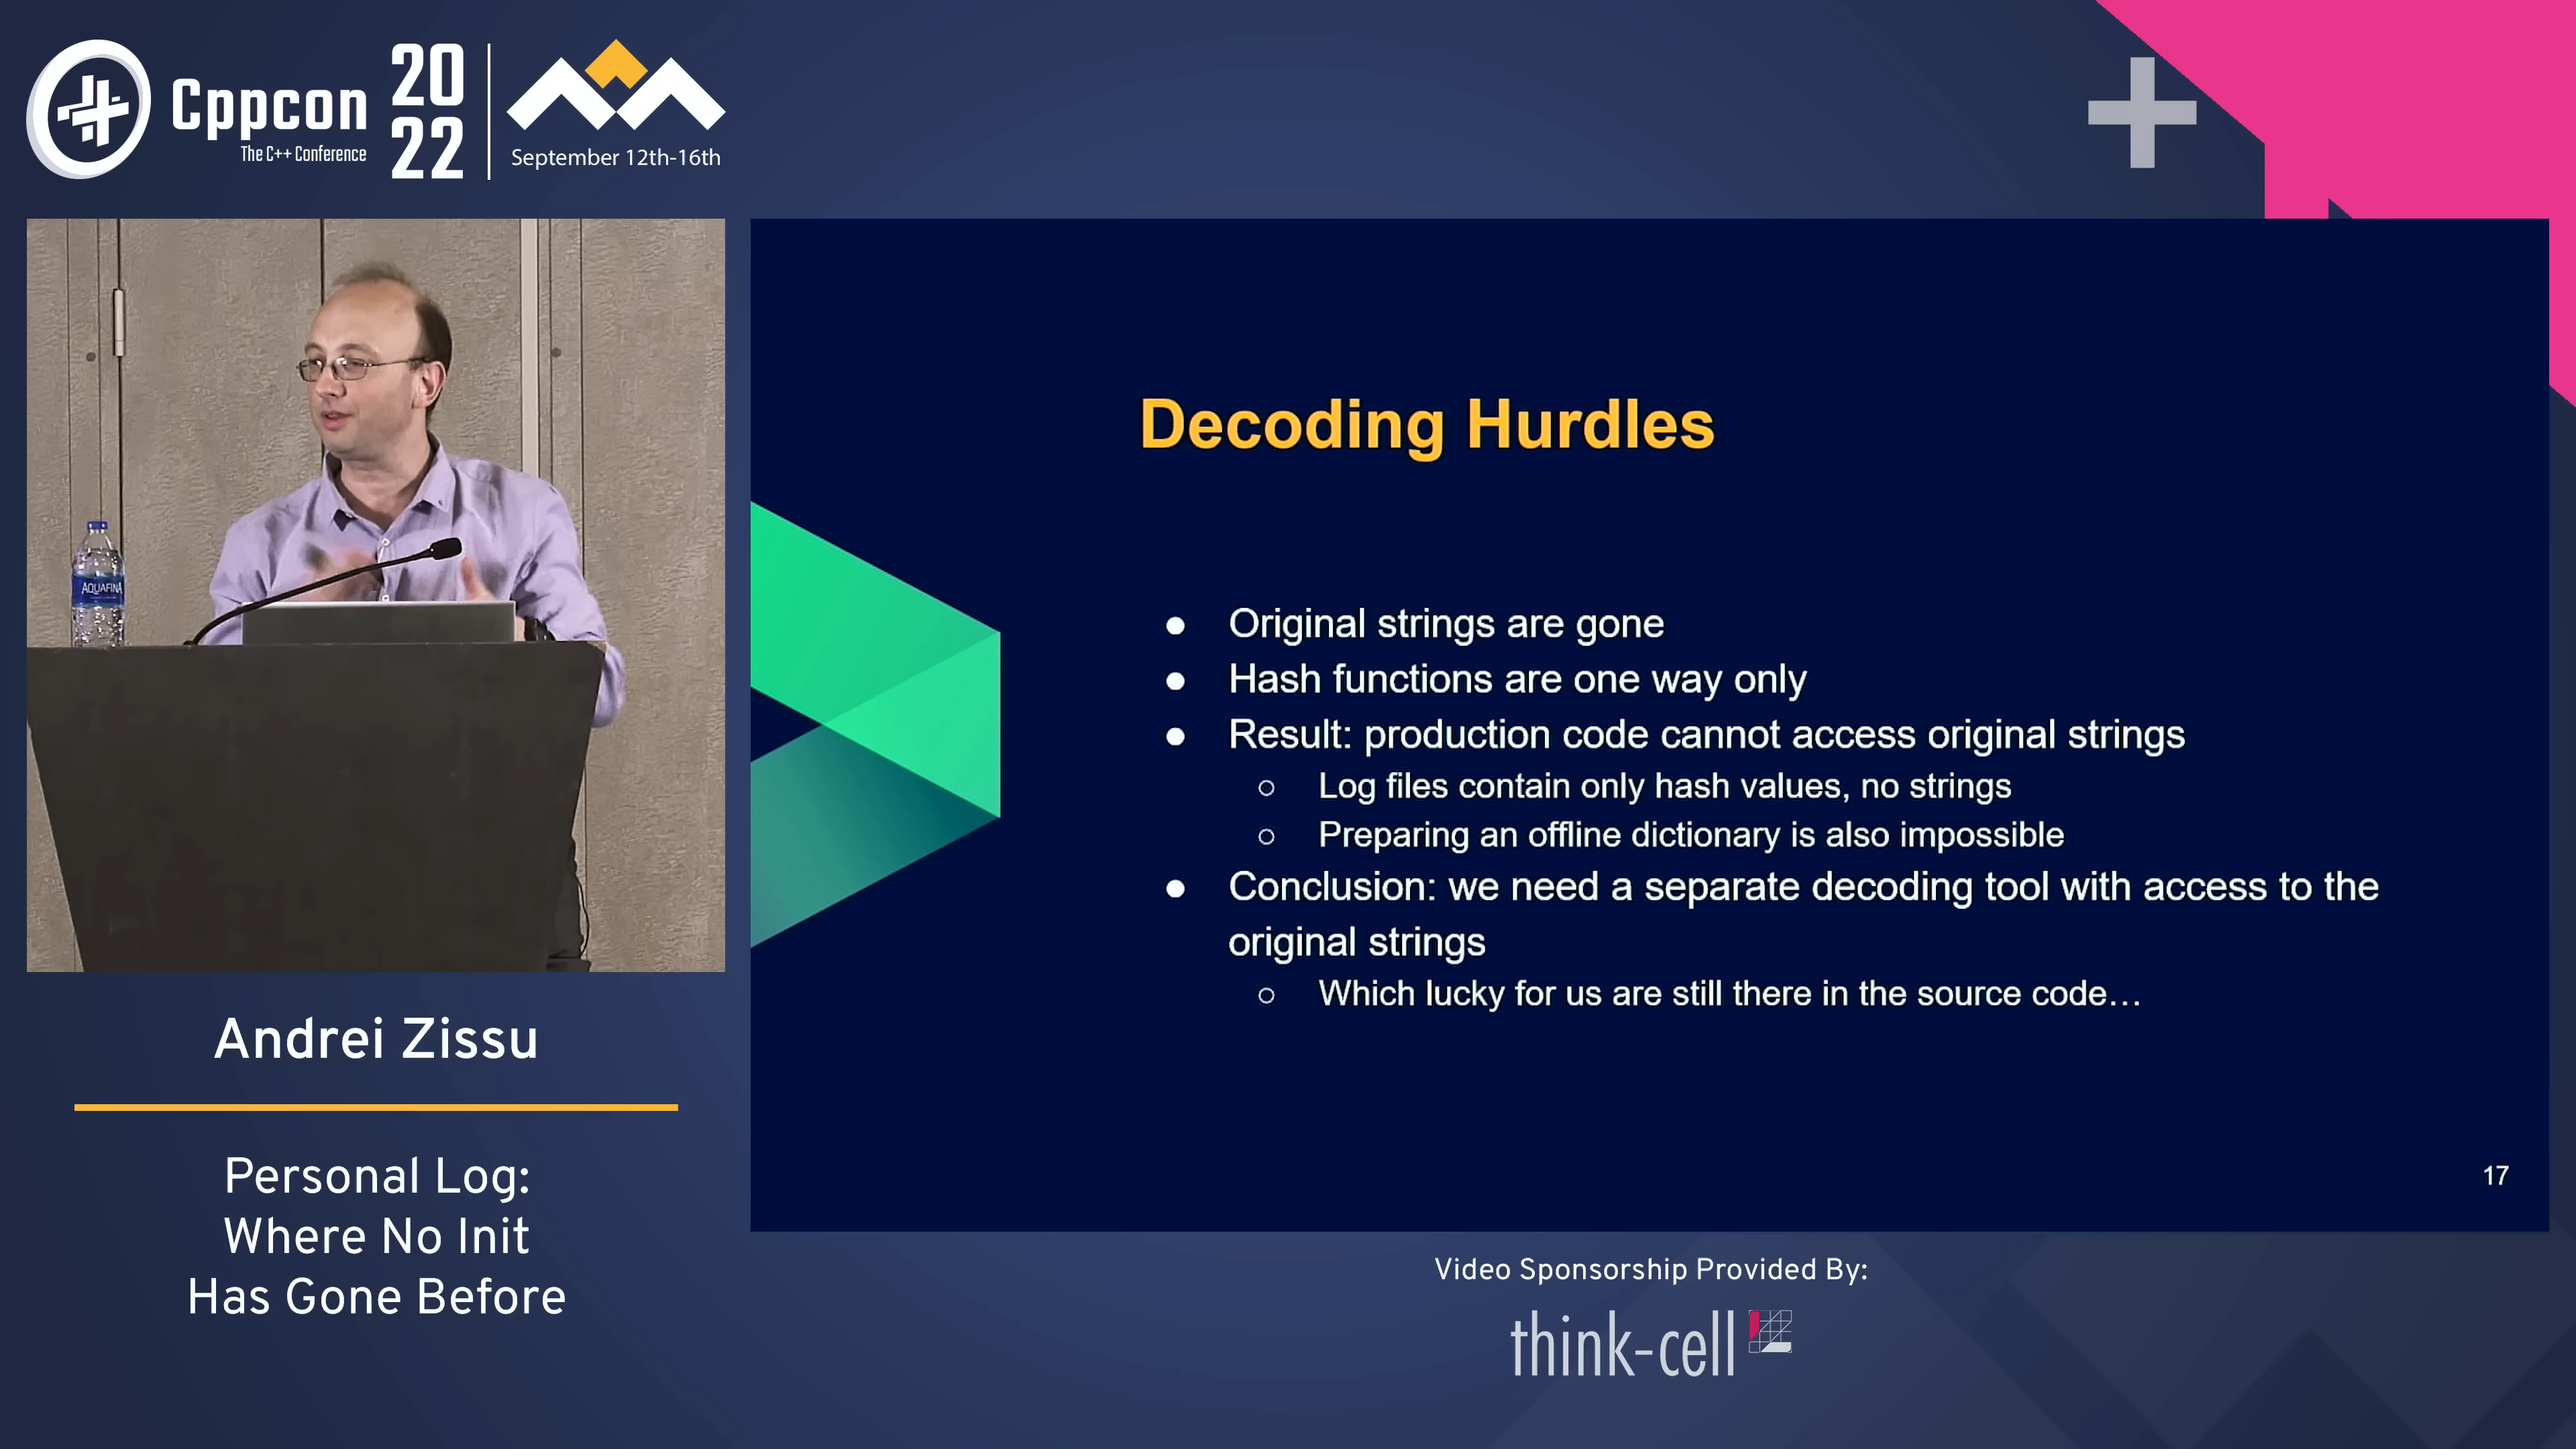 Cppcon
The C++ Conference
20
22
September 12th-16th
AQUAFINA
Andrei Zissu
Personal Log:
Where No Init
Has Gone Before
Decoding Hurdles
● Original strings are gone
● Hash functions are one way only
● Result: production code cannot access original strings
○ Log files contain only hash values, no strings
○ Preparing an offline dictionary is also impossible
● Conclusion: we need a separate decoding tool with access to the
original strings
○ Which lucky for us are still there in the source code…
17
Video Sponsorship Provided By:
think-cell